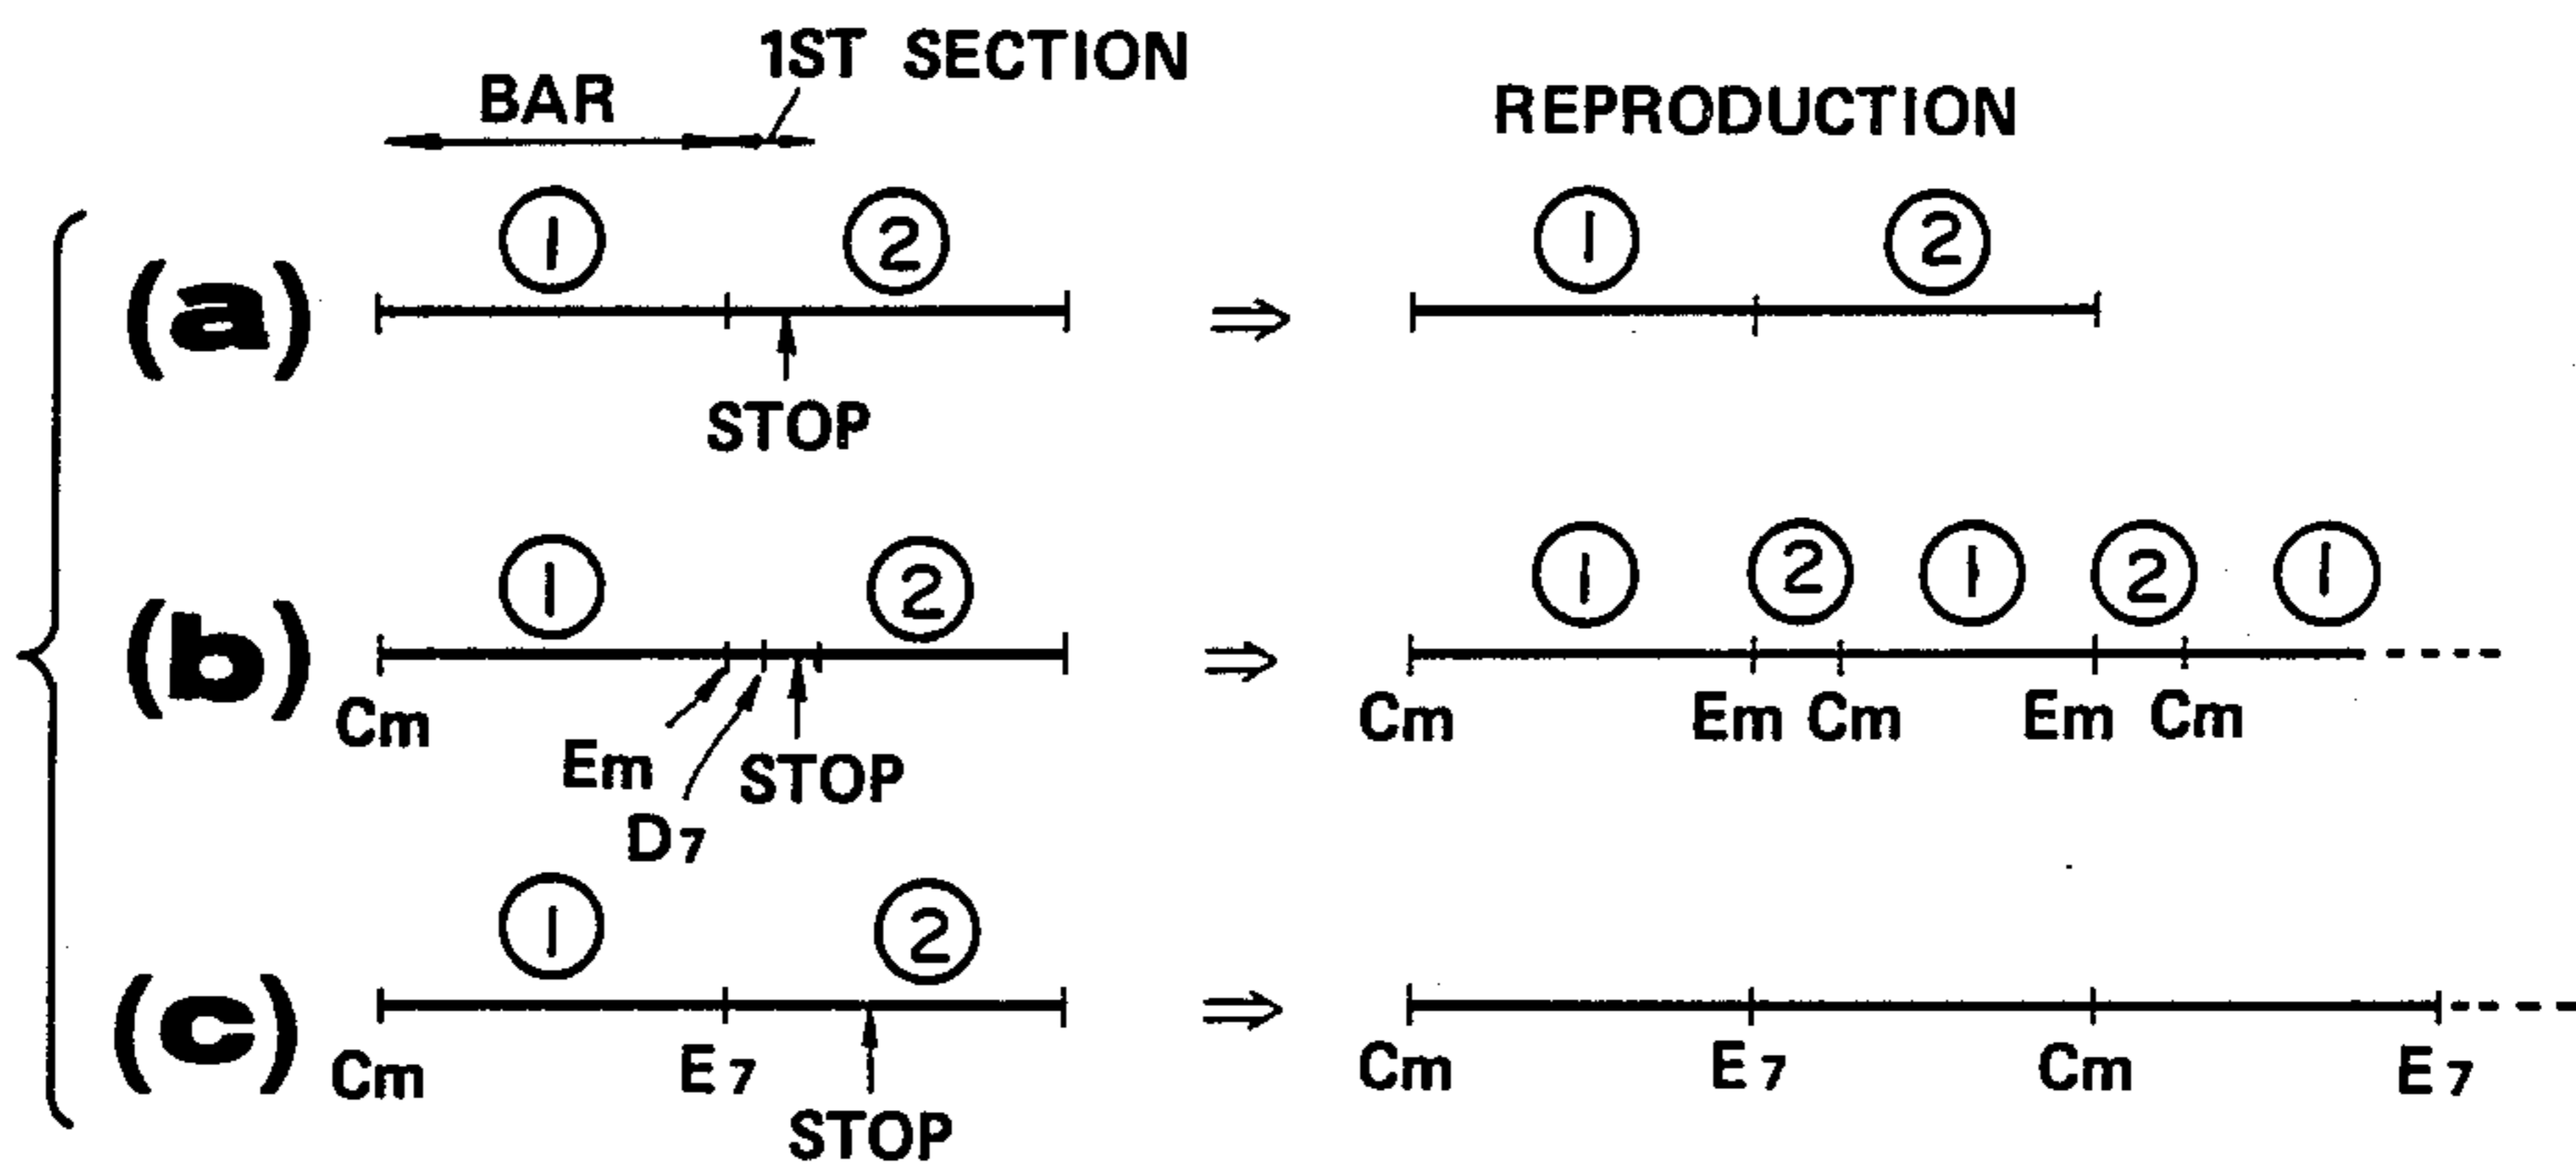 1ST SECTION
BAR
REPRODUCTION
(a) ① ② ⇒ ① ②
STOP
(b) ① ② ⇒ ① ② ① ② ①
Cm Em D7 STOP Cm Em Cm Em Cm
(c) ① ② ⇒
Cm E7 STOP Cm E7 Cm E7